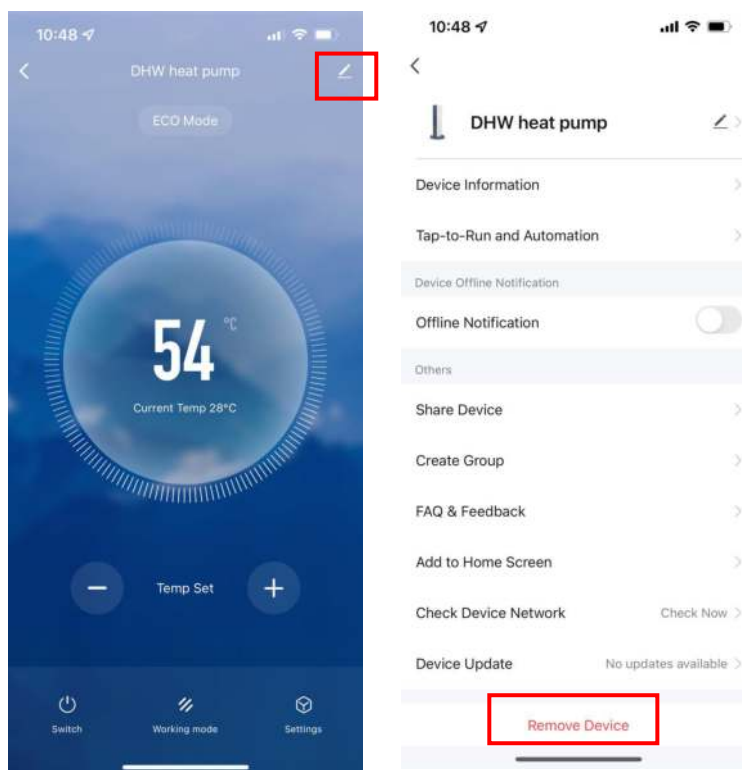 10:48
DHW heat pump
ECO Mode
54 °C
Current Temp 28°C
Temp Set
Switch
Working mode
Settings
10:48
DHW heat pump
Device Information
Tap-to-Run and Automation
Device Offline Notification
Offline Notification
Others
Share Device
Create Group
FAQ & Feedback
Add to Home Screen
Check Device Network Check Now
Device Update No updates available
Remove Device